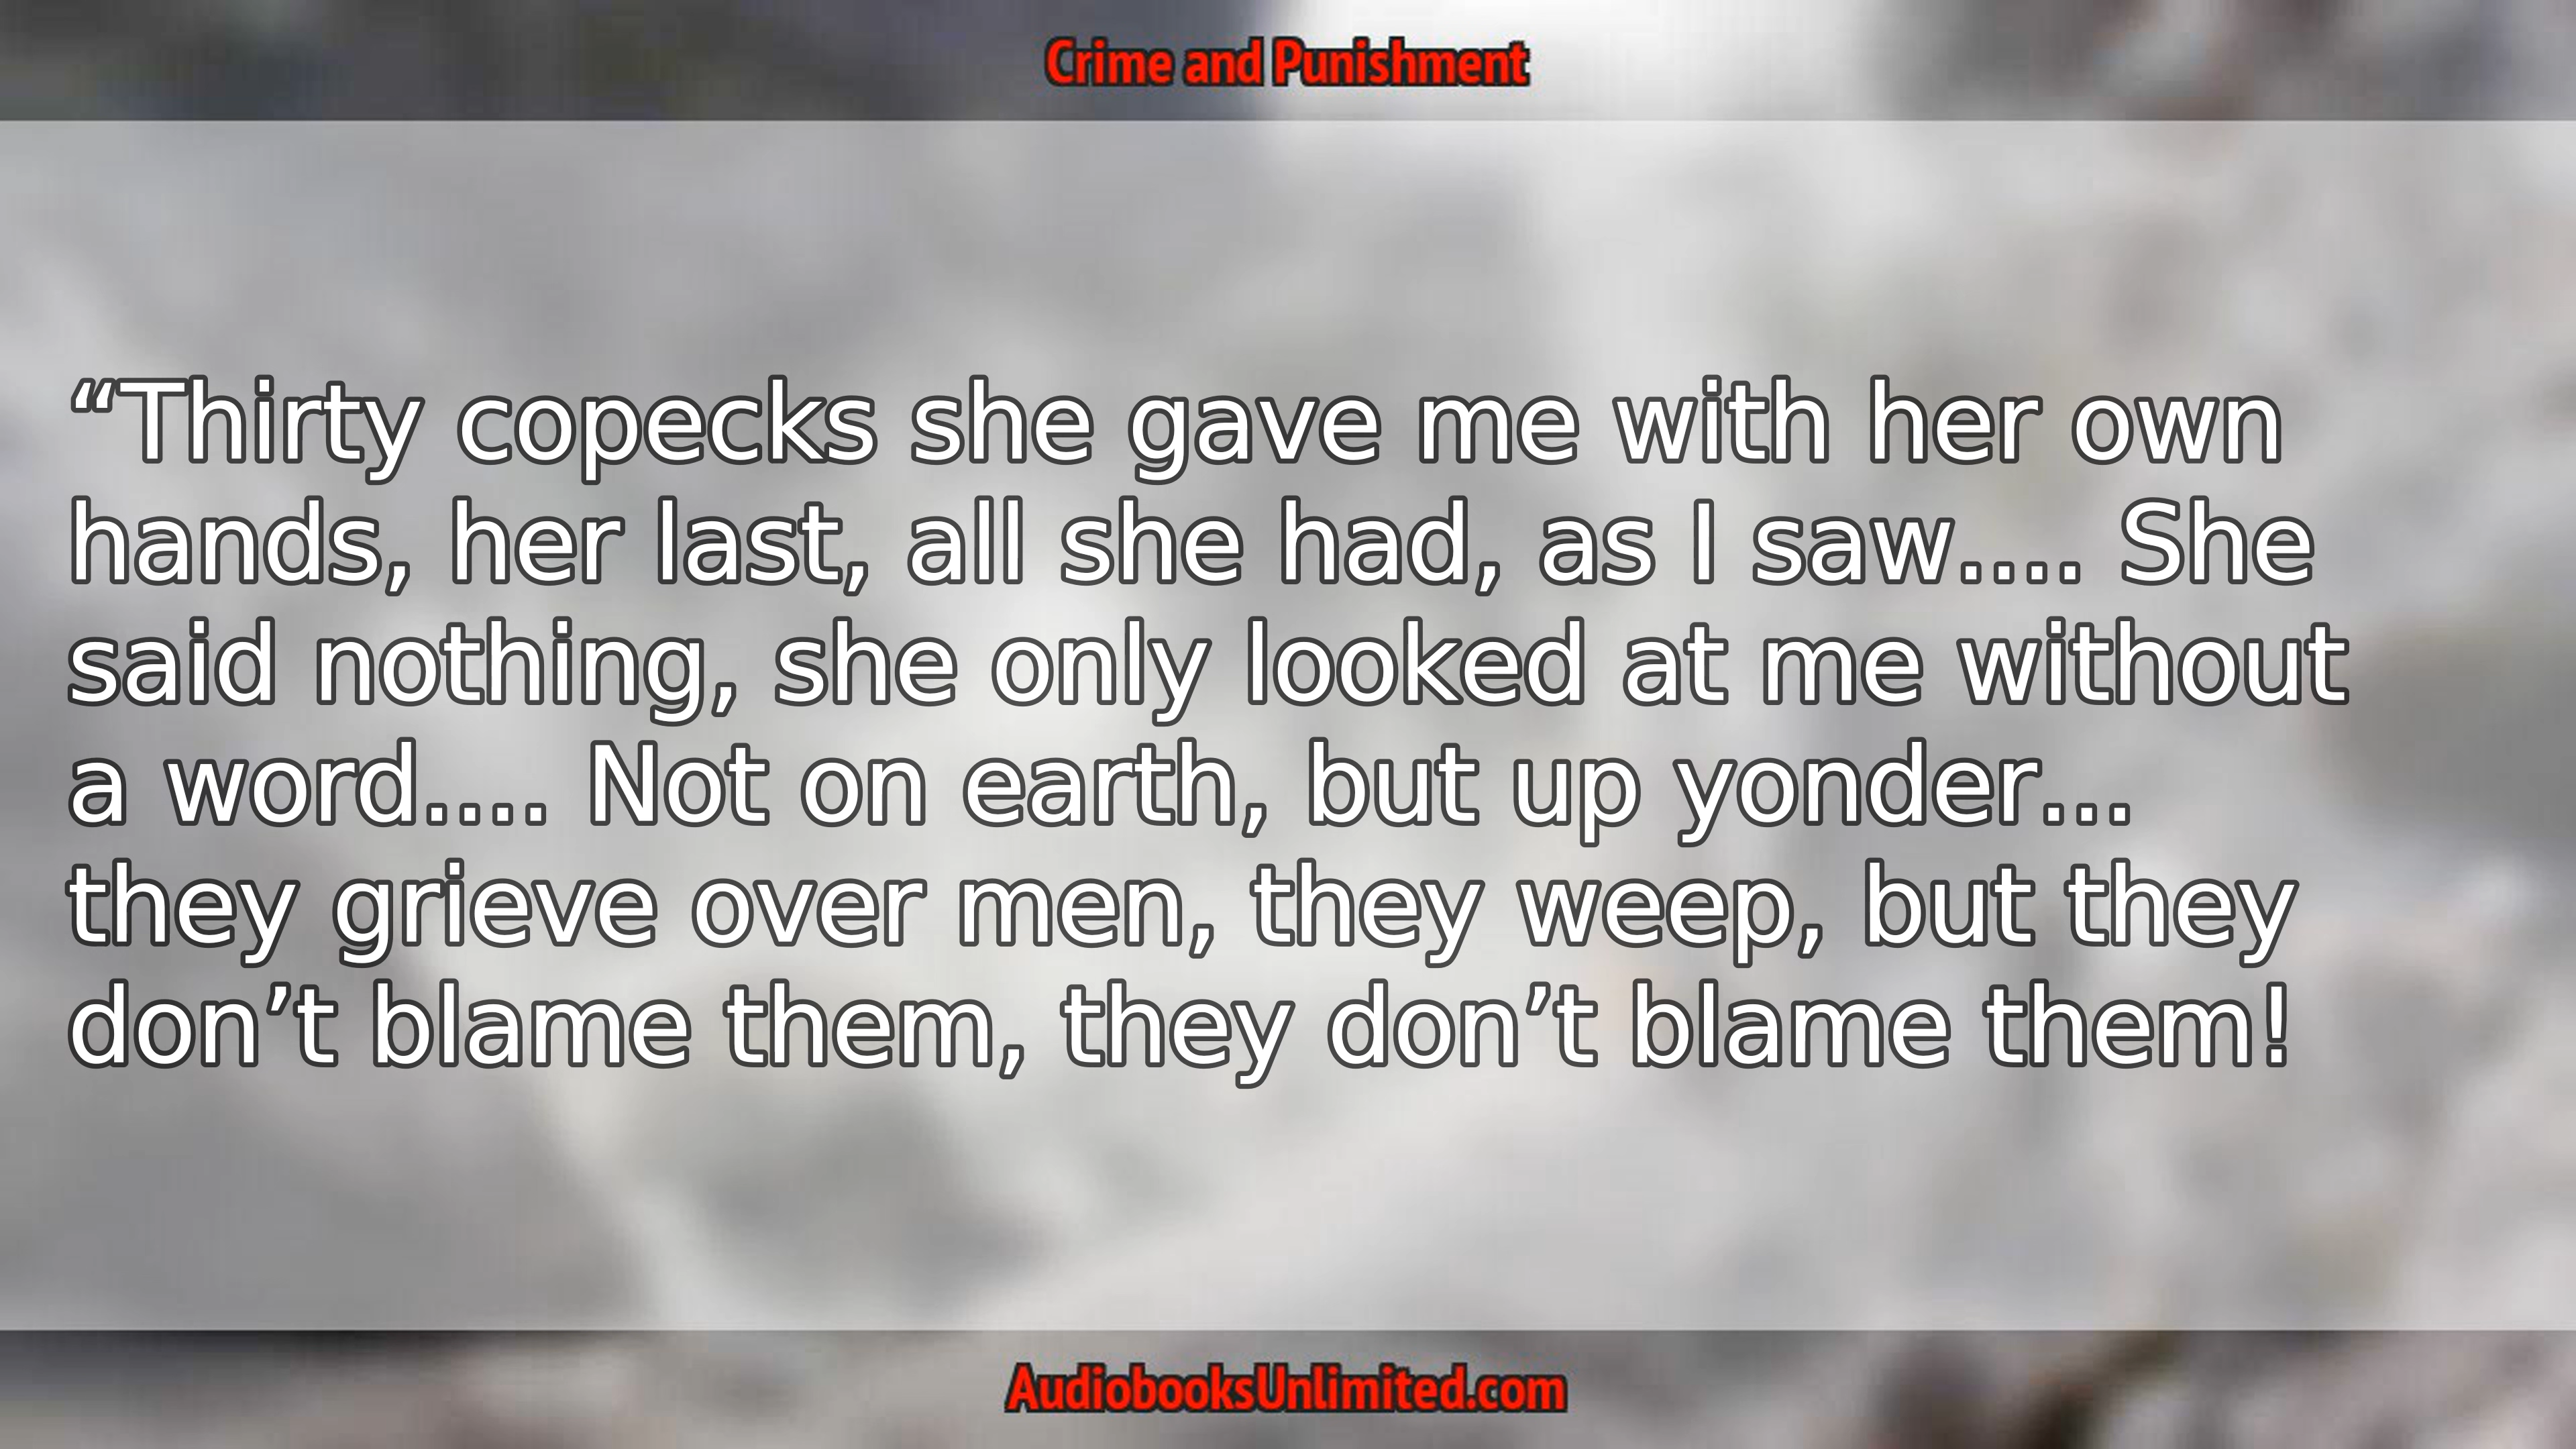 Crime and Punishment
“Thirty copecks she gave me with her own
hands, her last, all she had, as I saw.... She
said nothing, she only looked at me without
a word.... Not on earth, but up yonder...
they grieve over men, they weep, but they
don’t blame them, they don’t blame them!
AudiobooksUnlimited.com